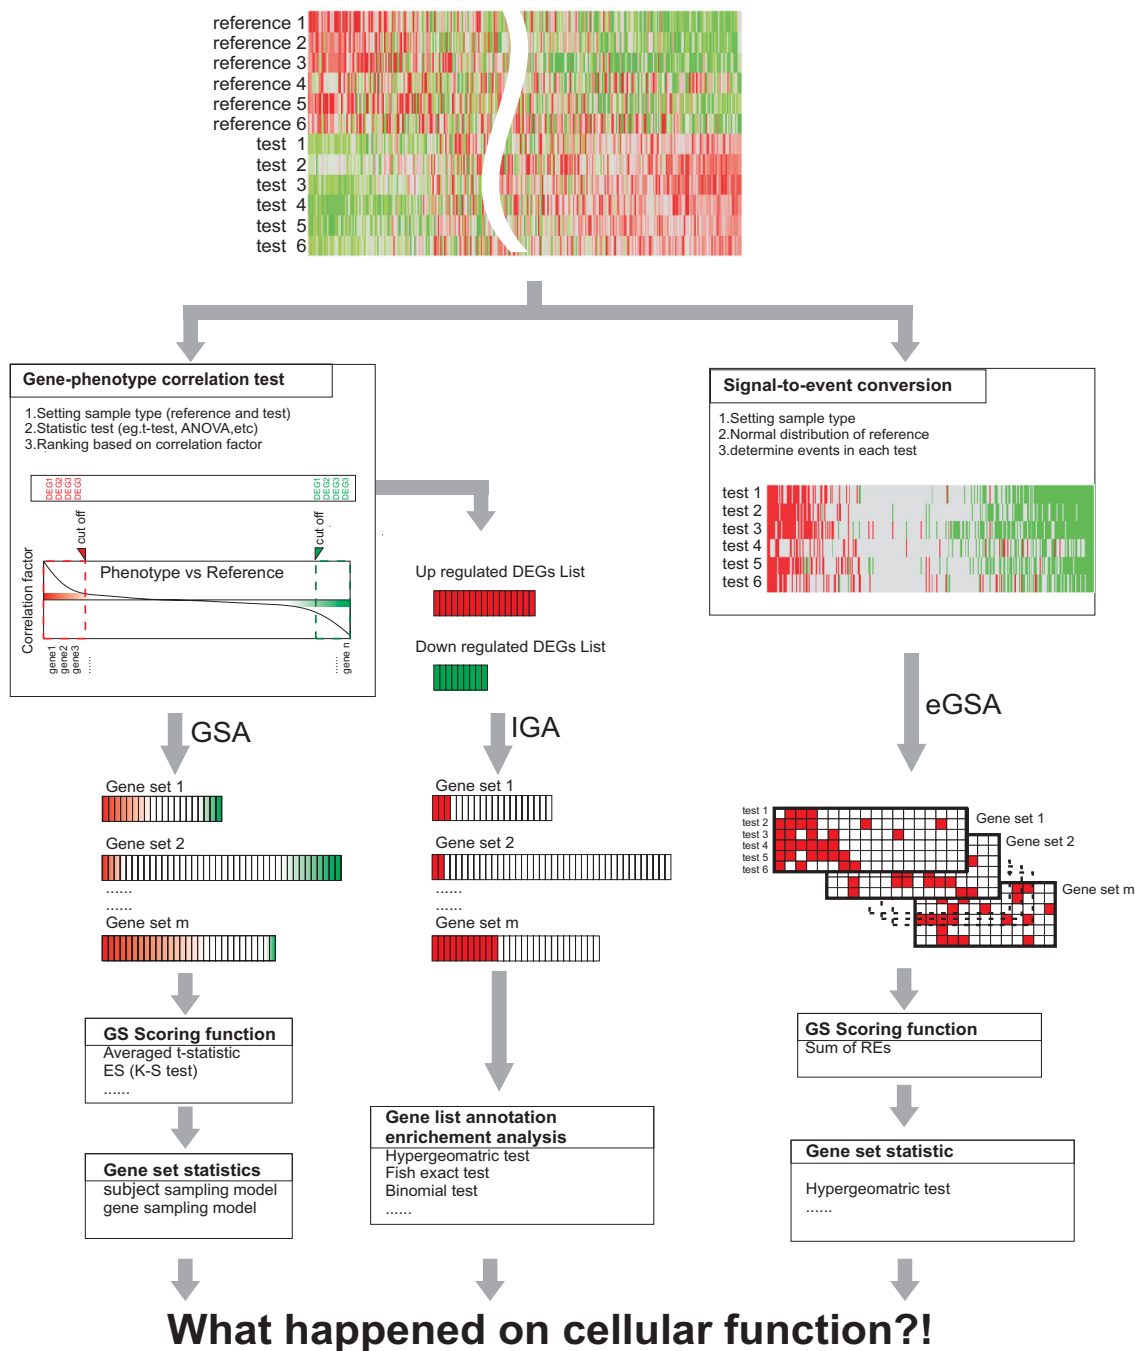 reference 1
reference 2
reference 3
reference 4
reference 5
reference 6
test 1
test 2
test 3
test 4
test 5
test 6
Gene-phenotype correlation test
1.Setting sample type (reference and test)
2.Statistic test (eg.t-test, ANOVA,etc)
3.Ranking based on correlation factor
DEG1
DEG2
DEG3
DEG3
DEG1
DEG2
DEG3
DEG3
cut off
cut off
Phenotype vs Reference
Correlation factor
gene1
gene2
gene3
......
......
gene n
Up regulated DEGs List
Down regulated DEGs List
Signal-to-event conversion
1.Setting sample type
2.Normal distribution of reference
3.determine events in each test
test 1
test 2
test 3
test 4
test 5
test 6
GSA
IGA
eGSA
Gene set 1
Gene set 2
......
......
Gene set m
Gene set 1
Gene set 2
......
......
Gene set m
test 1
test 2
test 3
test 4
test 5
test 6
Gene set 1
Gene set 2
Gene set m
GS Scoring function
Averaged t-statistic
ES (K-S test)
......
Gene set statistics
subject sampling model
gene sampling model
Gene list annotation
enrichement analysis
Hypergeomatric test
Fish exact test
Binomial test
......
GS Scoring function
Sum of REs
Gene set statistic
Hypergeomatric test
......
What happened on cellular function?!